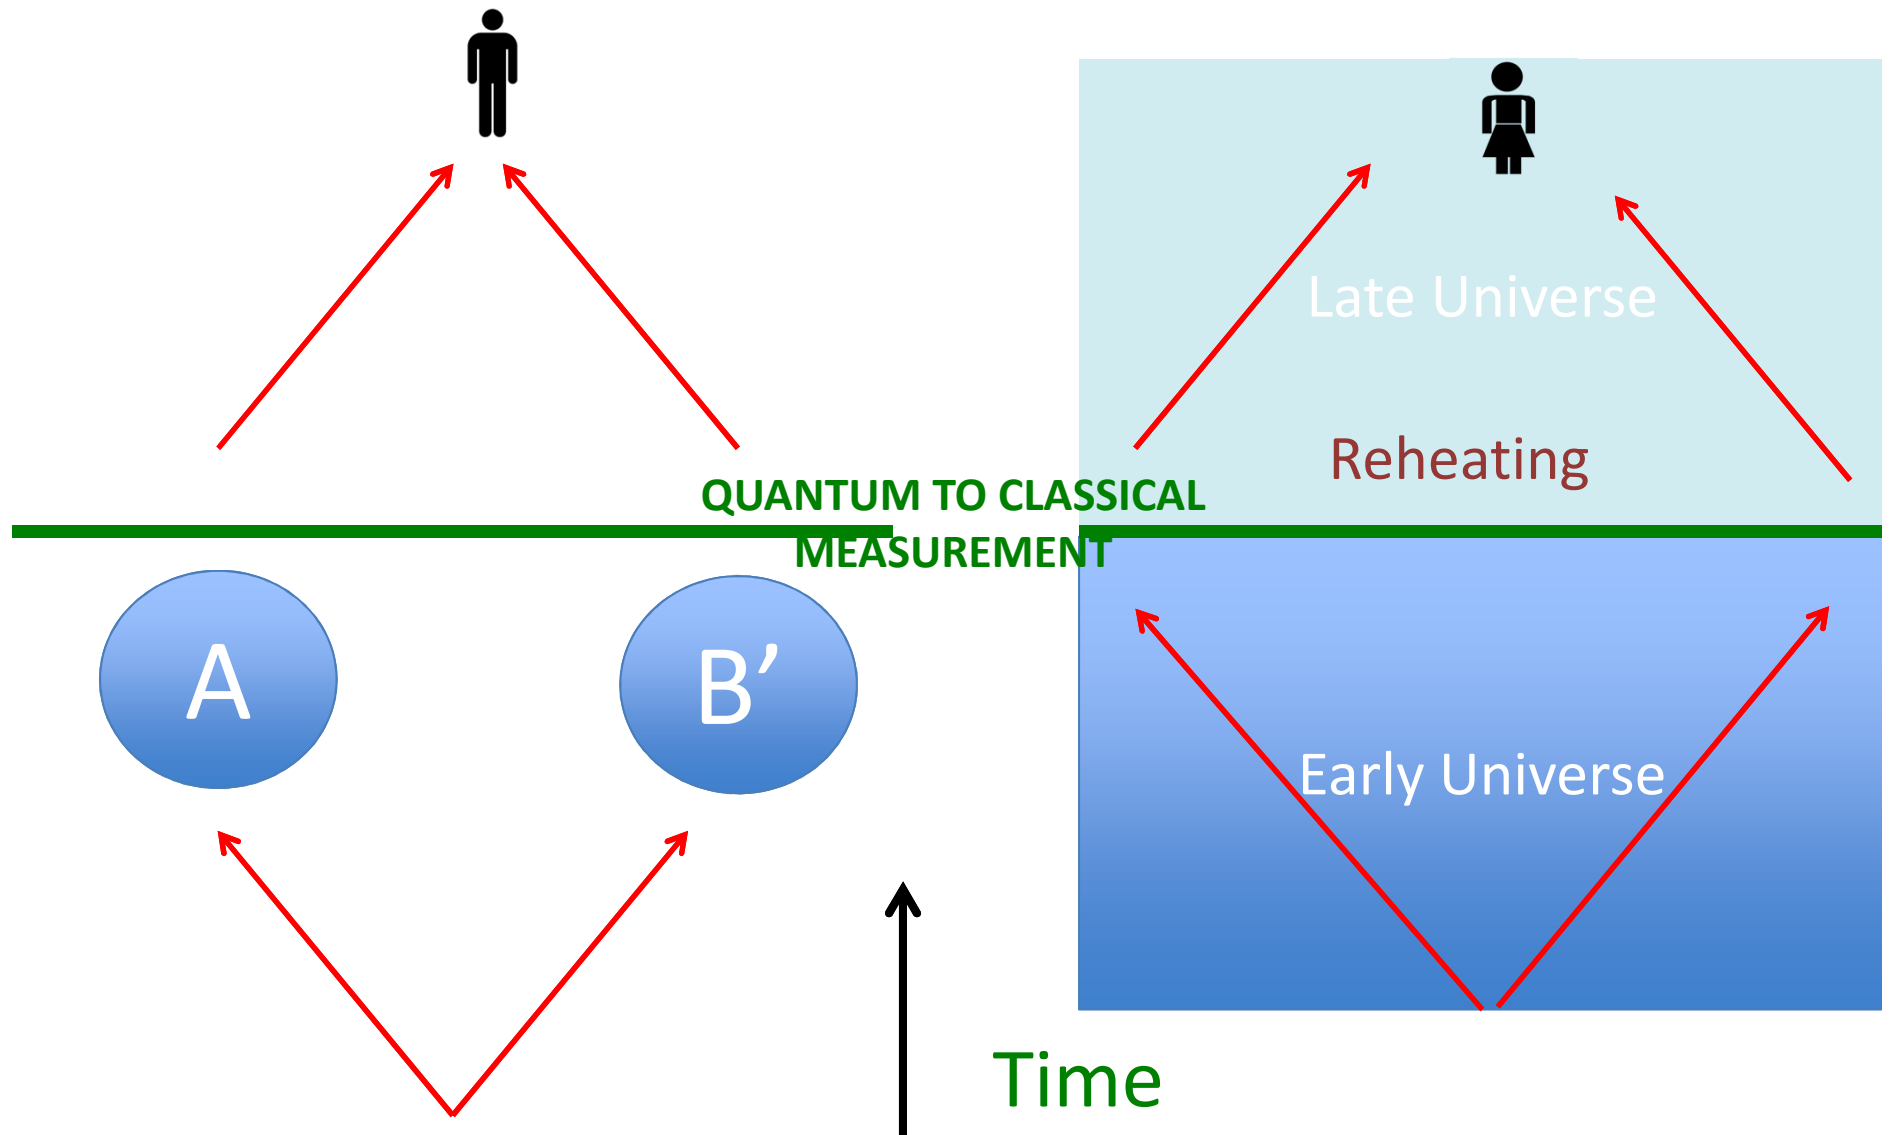 Late Universe
Reheating
QUANTUM TO CLASSICAL
MEASUREMENT
A
B’
Early Universe
Time